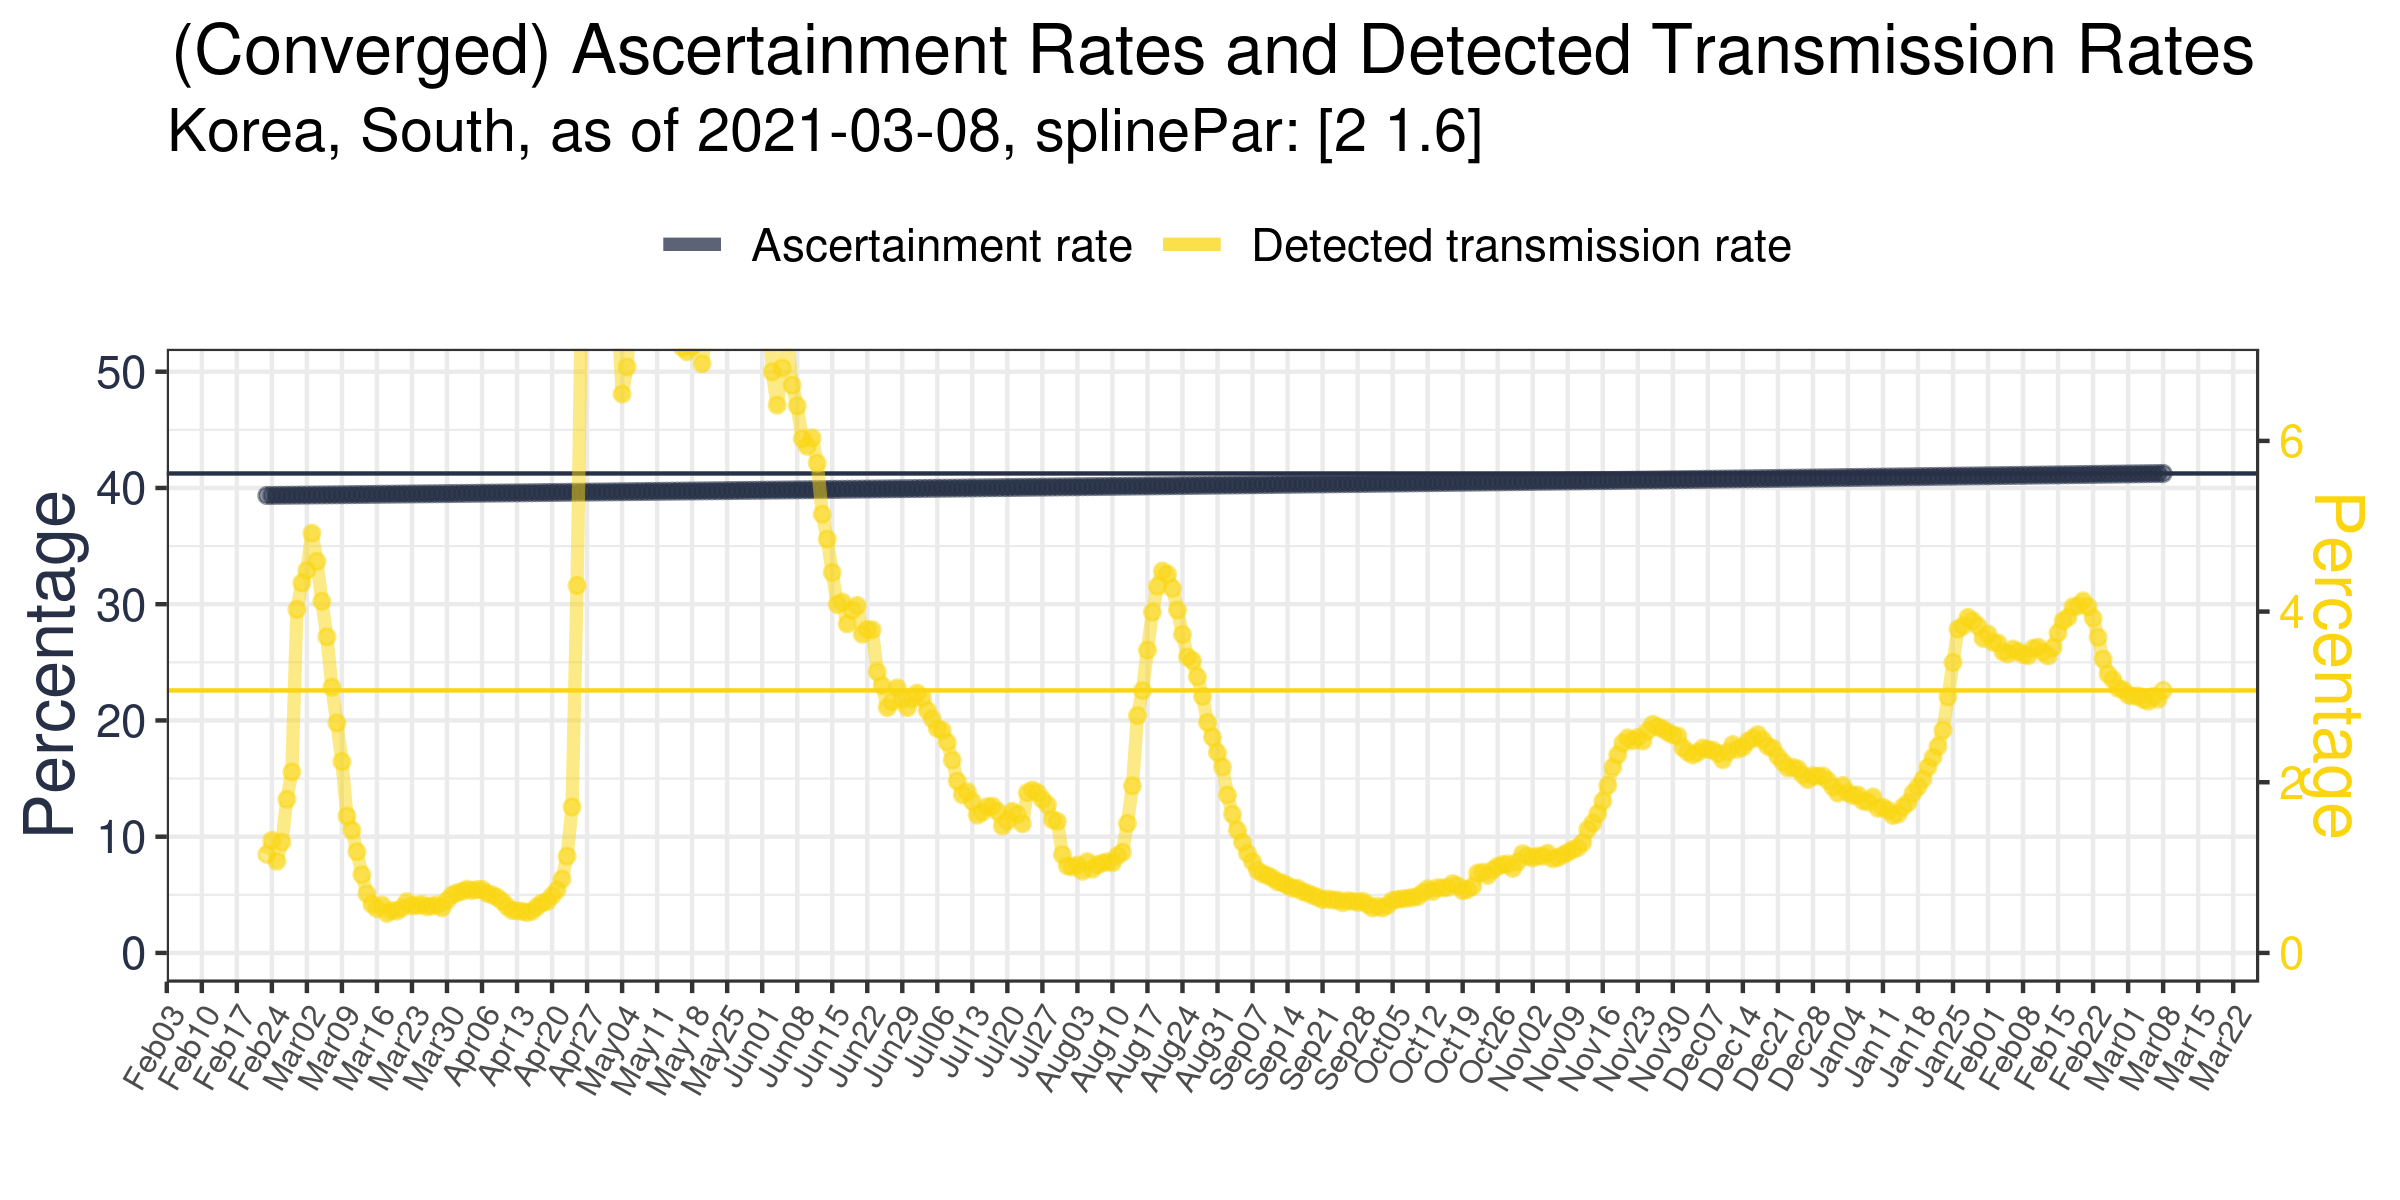 (Converged) Ascertainment Rates and Detected Transmission Rates
Korea, South, as of 2021-03-08, splinePar: [2 1.6]
Ascertainment rate
Detected transmission rate
Percentage
50
40
30
20
10
0
6
4
2
0
Percentage
Feb03
Feb10
Feb17
Feb24
Mar02
Mar09
Mar16
Mar23
Mar30
Apr06
Apr13
Apr20
Apr27
May04
May11
May18
May25
Jun01
Jun08
Jun15
Jun22
Jun29
Jul06
Jul13
Jul20
Jul27
Aug03
Aug10
Aug17
Aug24
Aug31
Sep07
Sep14
Sep21
Sep28
Oct05
Oct12
Oct19
Oct26
Nov02
Nov09
Nov16
Nov23
Nov30
Dec07
Dec14
Dec21
Dec28
Jan04
Jan11
Jan18
Jan25
Feb01
Feb08
Feb15
Feb22
Mar01
Mar08
Mar15
Mar22